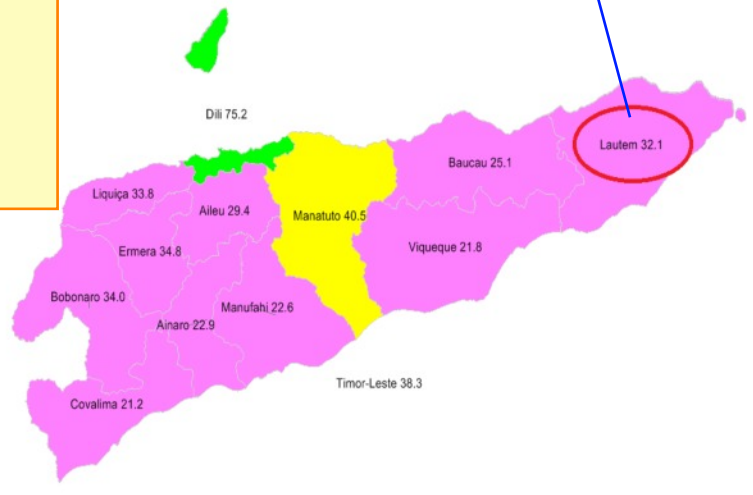 Dili 75.2
Lautem 32.1
Baucau 25.1
Liquiça 33.8
Aileu 29.4
Manatuto 40.5
Ermera 34.8
Viqueque 21.8
Bobonaro 34.0
Manufahi 22.6
Ainaro 22.9
Timor-Leste 38.3
Covalima 21.2